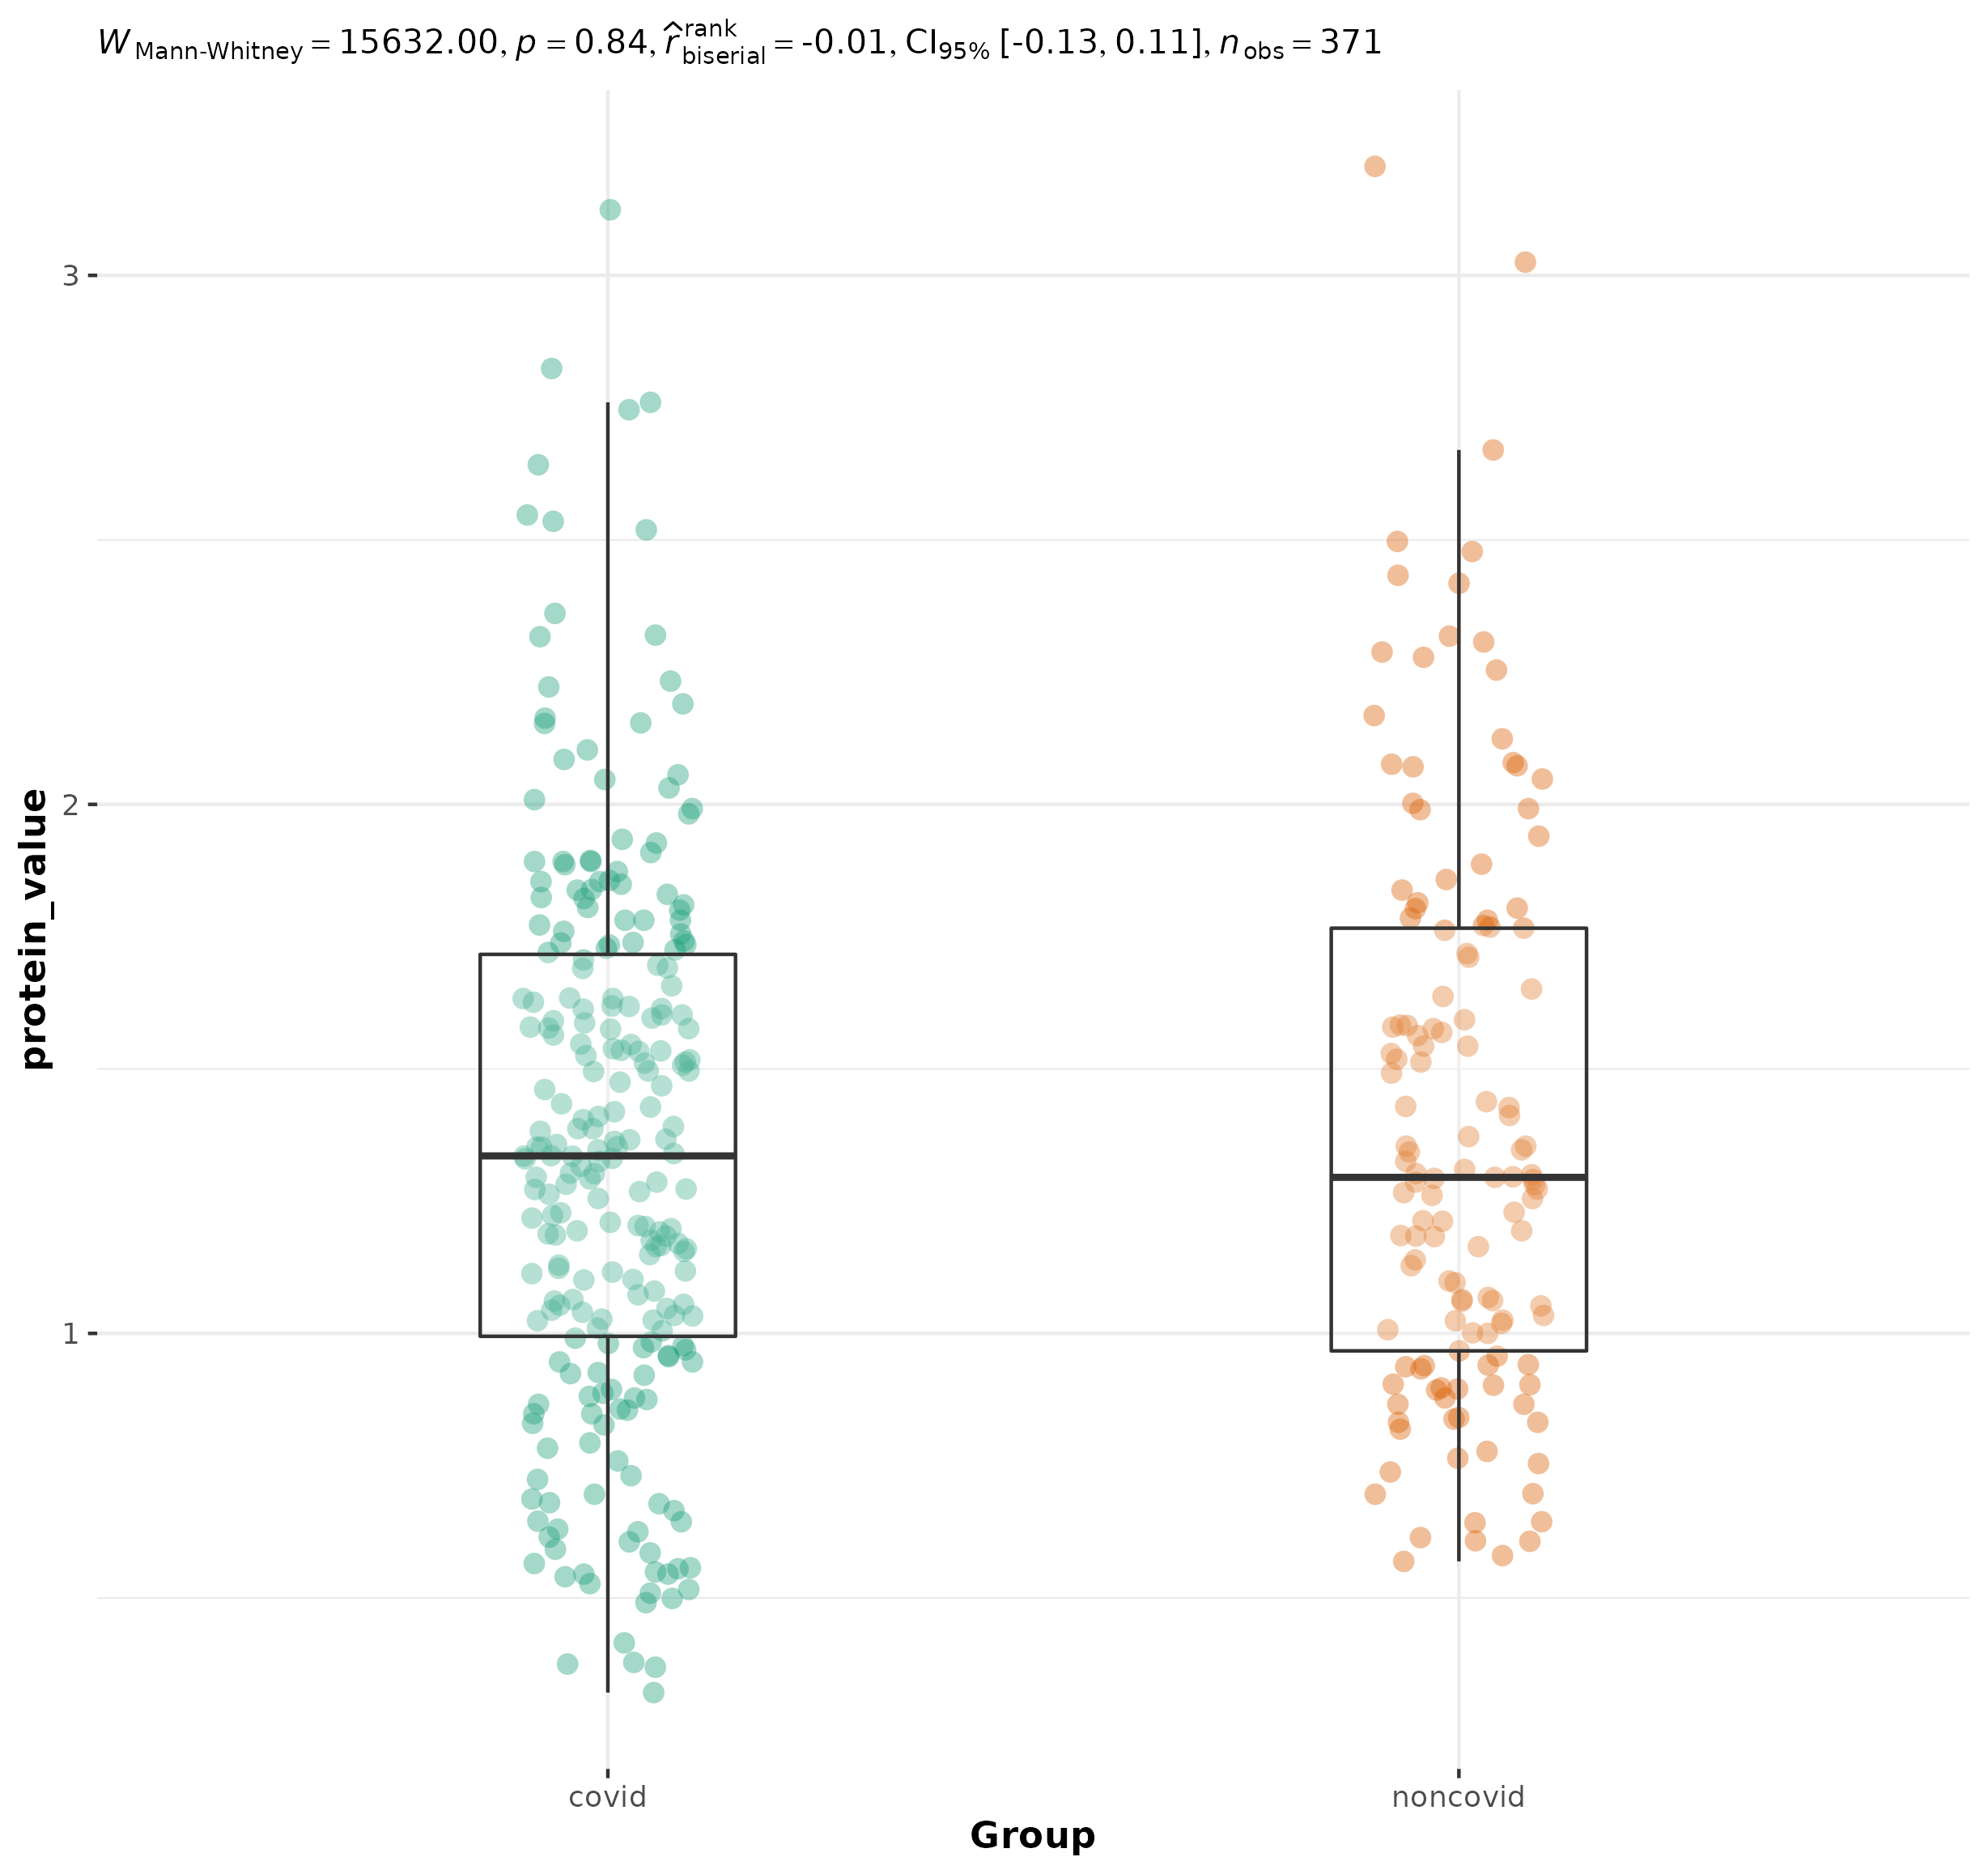 W Mann-Whitney = 15632.00, p = 0.84, r̂ rank biserial = -0.01, CI95% [-0.13, 0.11], n obs = 371
protein_value
3
2
1
covid noncovid
Group